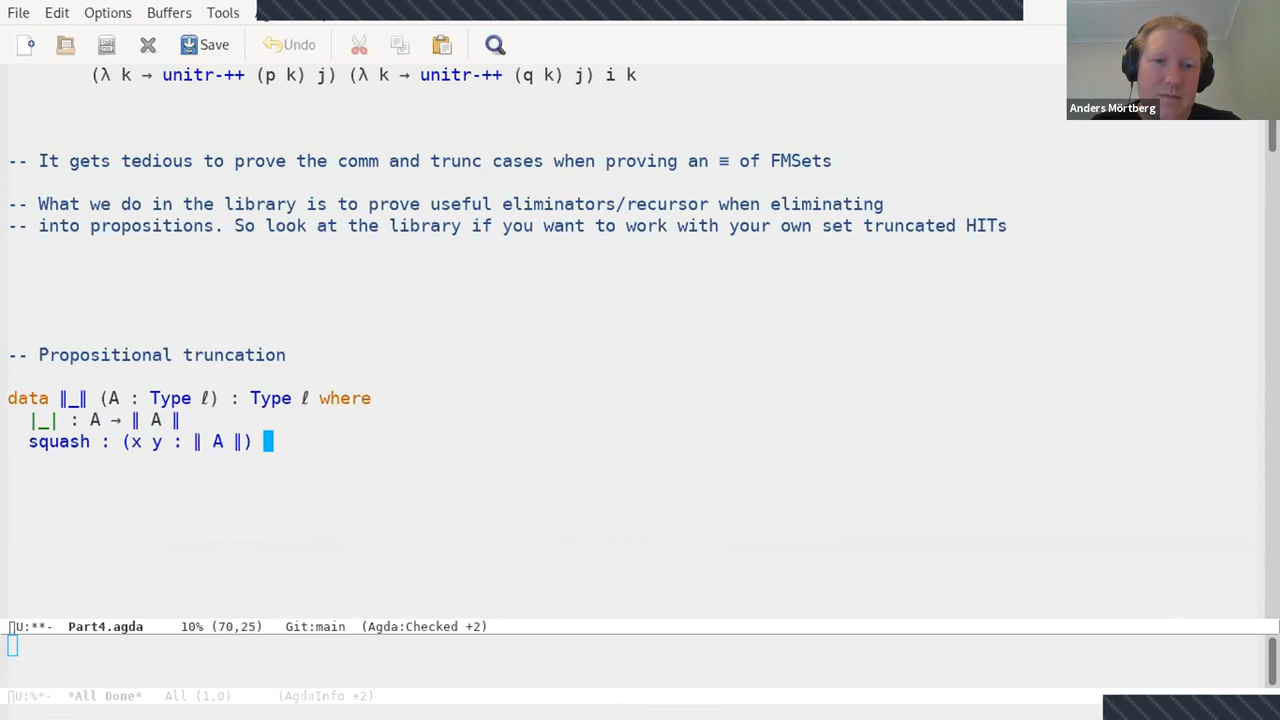 File Edit Options Buffers Tools
Save Undo
(λ k → unitr-++ (p k) j) (λ k → unitr-++ (q k) j) i k
Anders Mörtberg
-- It gets tedious to prove the comm and trunc cases when proving an ≡ of FMSets
-- What we do in the library is to prove useful eliminators/recursor when eliminating
-- into propositions. So look at the library if you want to work with your own set truncated HITs
-- Propositional truncation
data ∥_∥ (A : Type ℓ) : Type ℓ where
|_| : A → ∥ A ∥
squash : (x y : ∥ A ∥)
U:**- Part4.agda 10% (70,25) Git:main (Agda:Checked +2)
U:%*- *All Done* All (1,0) (AgdaInfo +2)